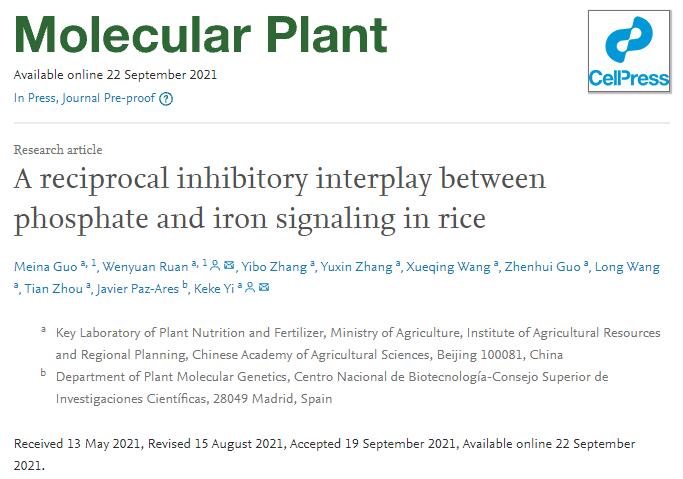 Molecular Plant
CellPress
Available online 22 September 2021
In Press, Journal Pre-proof ?
Research article
A reciprocal inhibitory interplay between
phosphate and iron signaling in rice
Meina Guo a, 1, Wenyuan Ruan a, 1, Yibo Zhang a, Yuxin Zhang a, Xueqing Wang a, Zhenhui Guo a, Long Wang
a, Tian Zhou a, Javier Paz-Ares b, Keke Yi a
a Key Laboratory of Plant Nutrition and Fertilizer, Ministry of Agriculture, Institute of Agricultural Resources
and Regional Planning, Chinese Academy of Agricultural Sciences, Beijing 100081, China
b Department of Plant Molecular Genetics, Centro Nacional de Biotecnología-Consejo Superior de
Investigaciones Científicas, 28049 Madrid, Spain
Received 13 May 2021, Revised 15 August 2021, Accepted 19 September 2021, Available online 22 September
2021.